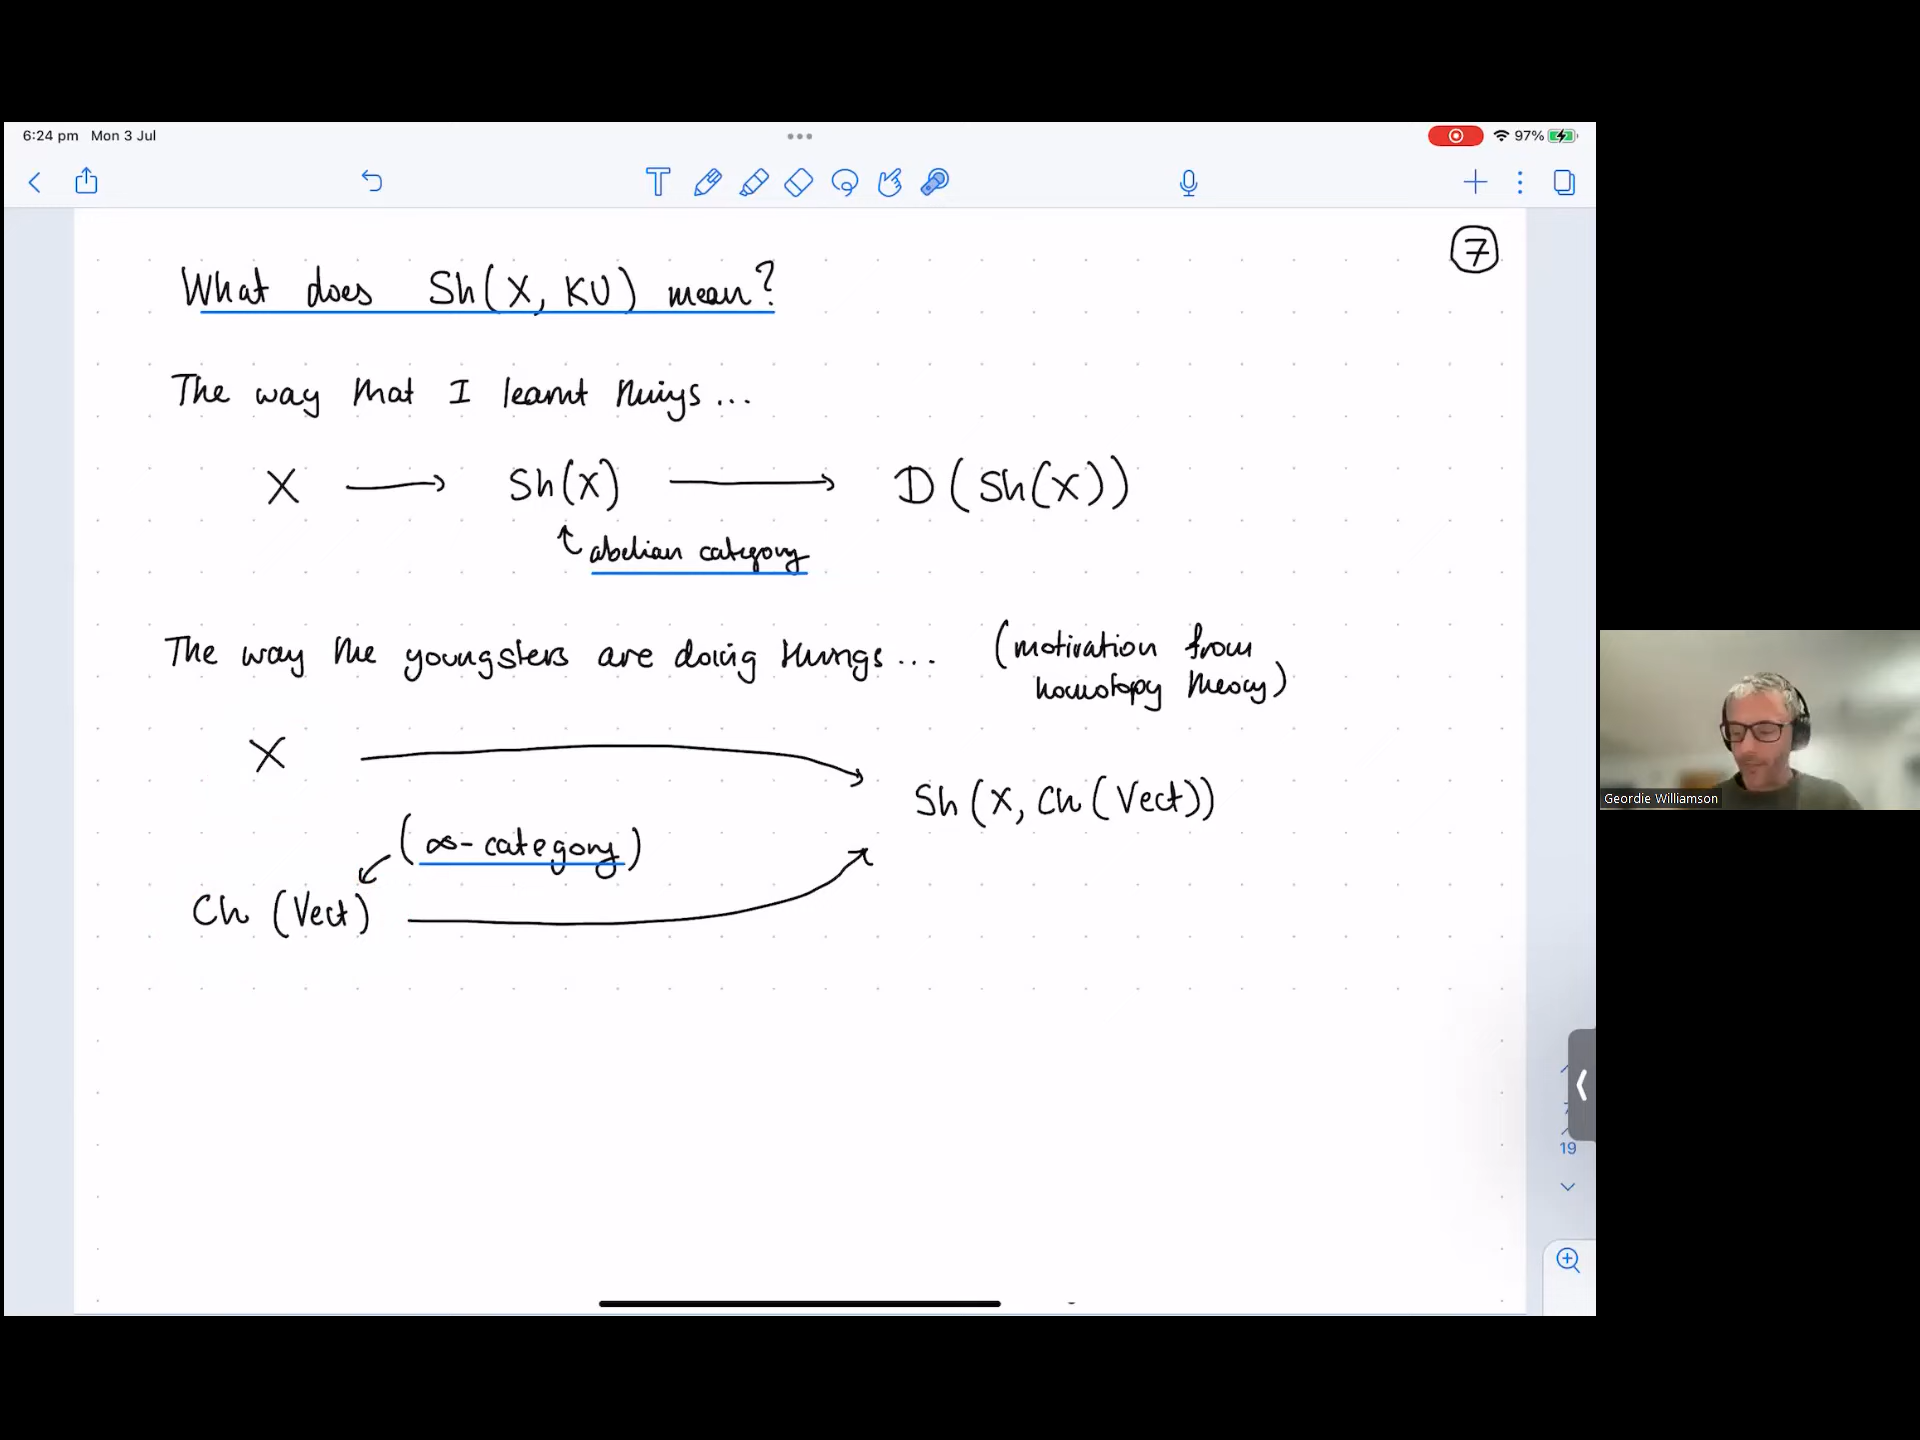 6:24 pm Mon 3 Jul
97%
7
What does Sh(X, KU) mean?
The way that I learnt things...
X → Sh(X) → D(Sh(X))
abelian category
The way the youngsters are doing things... (motivation from
homotopy theory)
X
Sh(X, Ch(Vect))
(∞-category)
Ch (Vect)
Geordie Williamson
19